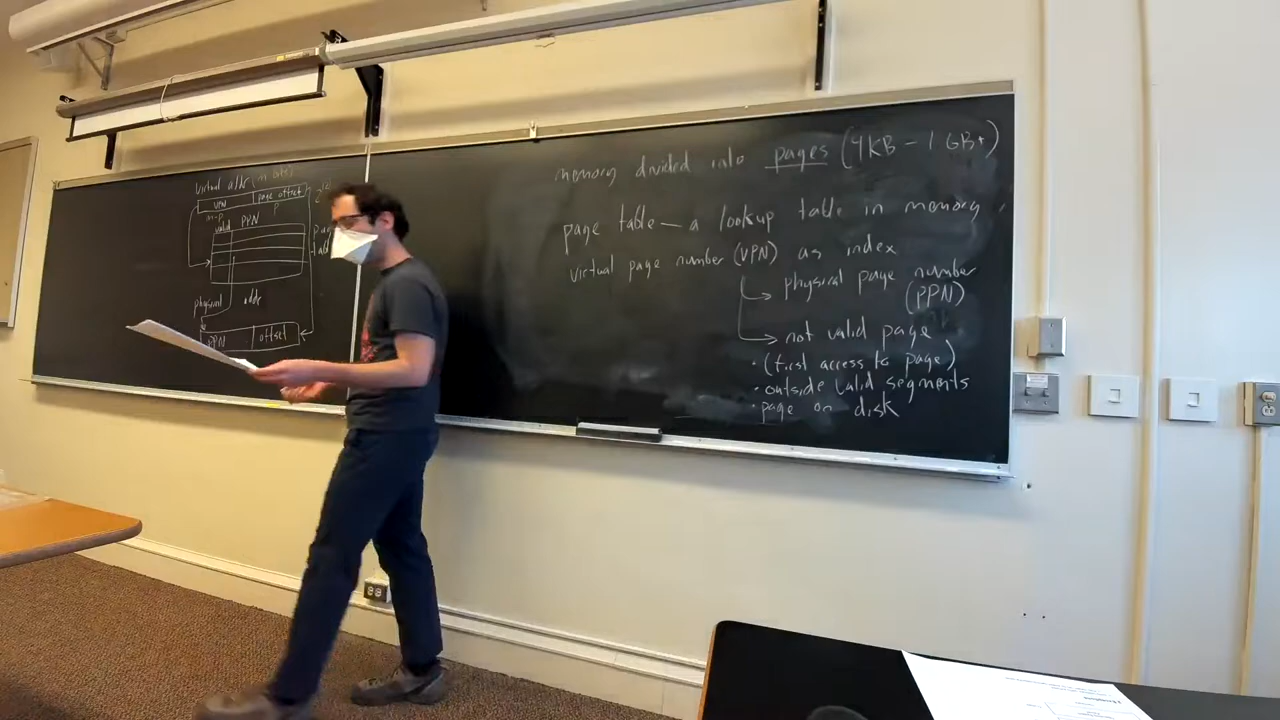 virtual addr (m bits)
VPN page offset
m-p p
valid PPN
physical addr
PPN offset
memory divided into pages (4KB - 1GB+)
page table — a lookup table in memory
virtual page number (VPN) as index
physical page number
(PPN)
not valid page
• (first access to page)
• outside valid segments
• page on disk